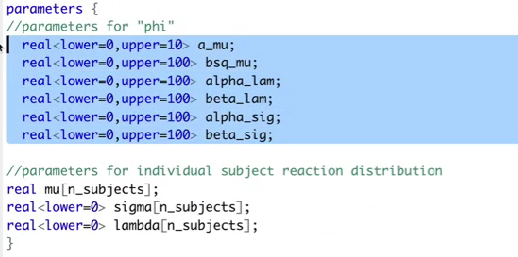 parameters {
//parameters for "phi"
real<lower=0,upper=10> a_mu;
real<lower=0,upper=100> bsq_mu;
real<lower=0,upper=100> alpha_lam;
real<lower=0,upper=100> beta_lam;
real<lower=0,upper=100> alpha_sig;
real<lower=0,upper=100> beta_sig;
//parameters for individual subject reaction distribution
real mu[n_subjects];
real<lower=0> sigma[n_subjects];
real<lower=0> lambda[n_subjects];
}